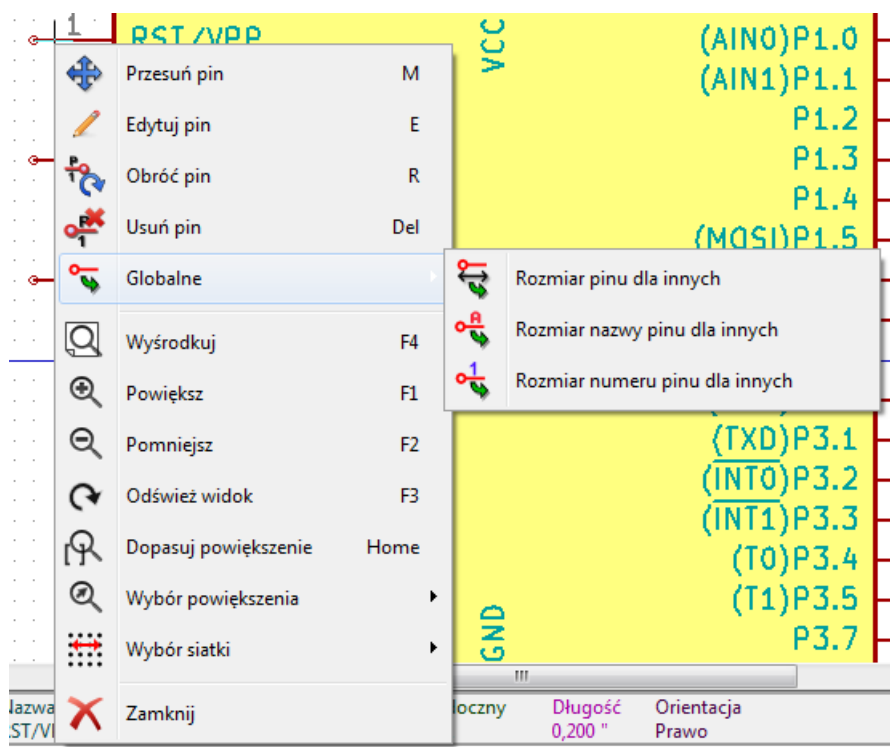 1
RST/VPP
VCC
(AIN0)P1.0
(AIN1)P1.1
P1.2
P1.3
P1.4
(MOSI)P1.5
Przesuń pin M
Edytuj pin E
Obróć pin R
Usuń pin Del
Globalne
Rozmiar pinu dla innych
Rozmiar nazwy pinu dla innych
Rozmiar numeru pinu dla innych
Wyśrodkuj F4
Powiększ F1
Pomniejsz F2
Odśwież widok F3
Dopasuj powiększenie Home
Wybór powiększenia
Wybór siatki
Zamknij
(TXD)P3.1
(INT0)P3.2
(INT1)P3.3
(T0)P3.4
(T1)P3.5
P3.7
GND
Długość Orientacja
0,200 " Prawo